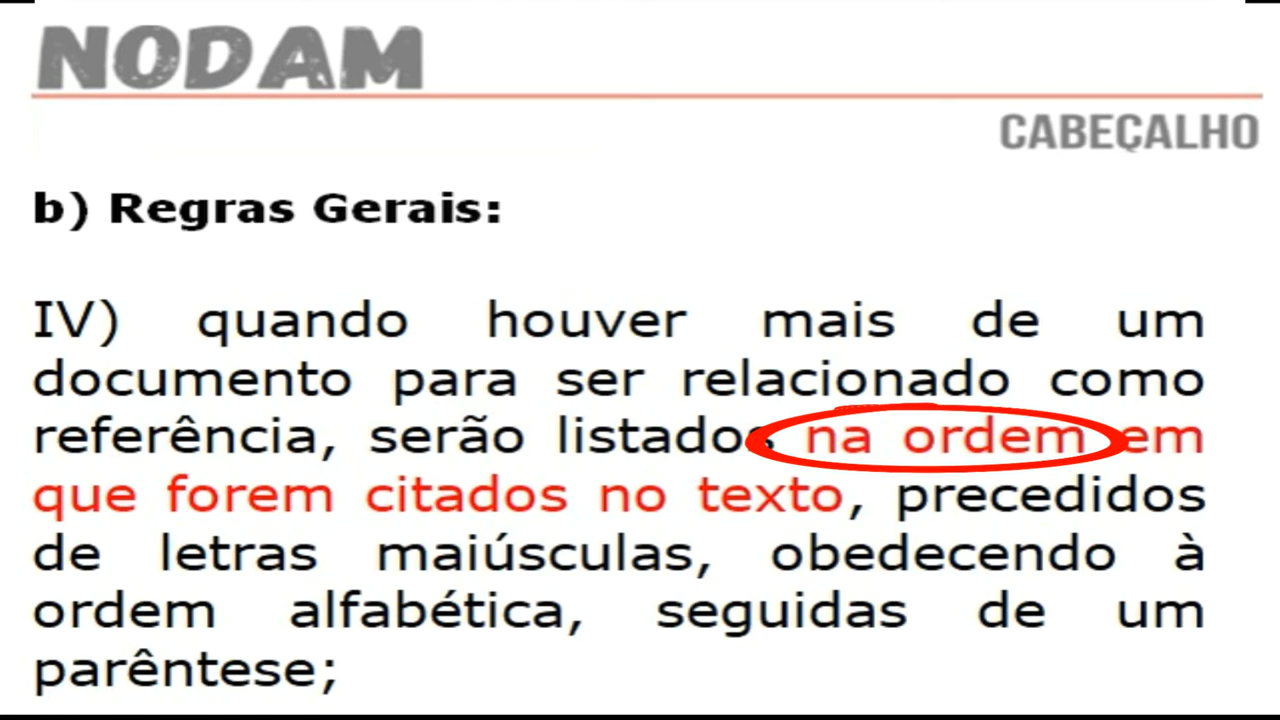 NODAM
CABEÇALHO
b) Regras Gerais:
IV) quando houver mais de um
documento para ser relacionado como
referência, serão listados na ordem em
que forem citados no texto, precedidos
de letras maiúsculas, obedecendo à
ordem alfabética, seguidas de um
parêntese;